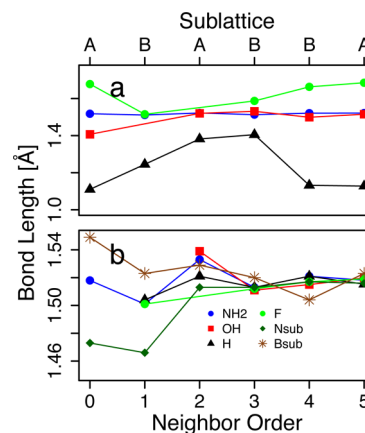 Sublattice
A B A B B A
a
1.4
1.0
Bond Length [Å]
b
1.54
1.50
1.46
NH2 F
OH Nsub
H Bsub
0 1 2 3 4 5
Neighbor Order